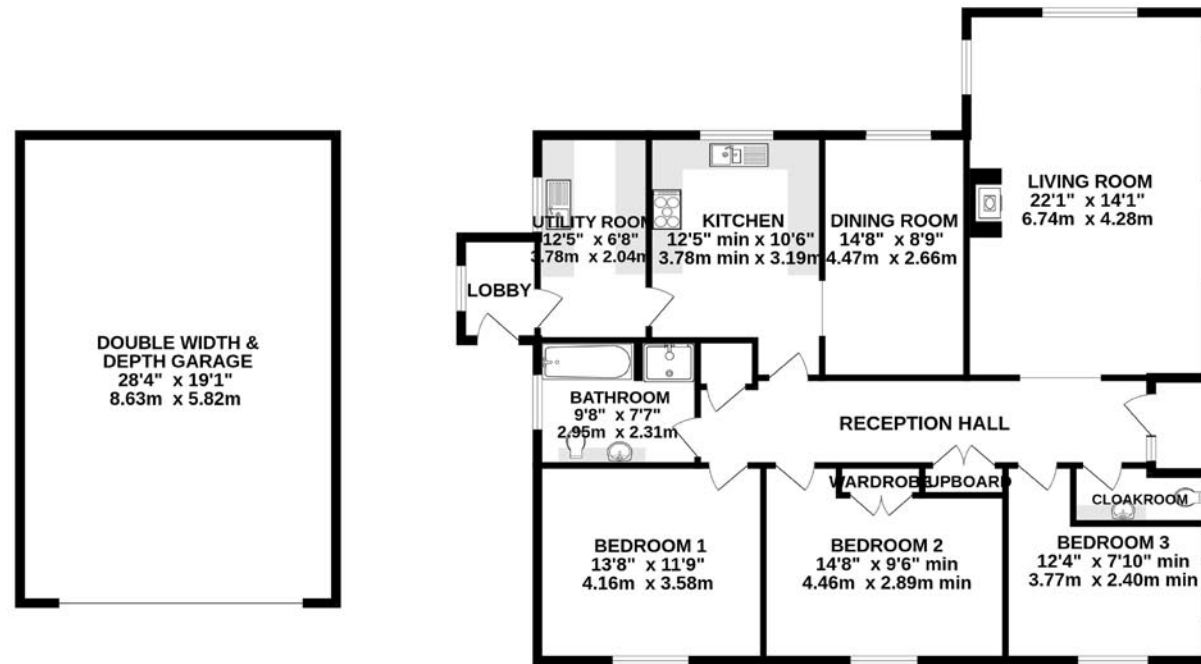 DOUBLE WIDTH &
DEPTH GARAGE
28'4" x 19'1"
8.63m x 5.82m
LOBBY
UTILITY ROOM
12'5" x 6'8"
3.78m x 2.04m
KITCHEN
12'5" min x 10'6"
3.78m min x 3.19m
DINING ROOM
14'8" x 8'9"
4.47m x 2.66m
LIVING ROOM
22'1" x 14'1"
6.74m x 4.28m
BATHROOM
9'8" x 7'7"
2.95m x 2.31m
RECEPTION HALL
WARDROBE
UPBOARD
CLOAKROOM
BEDROOM 1
13'8" x 11'9"
4.16m x 3.58m
BEDROOM 2
14'8" x 9'6" min
4.46m x 2.89m min
BEDROOM 3
12'4" x 7'10" min
3.77m x 2.40m min